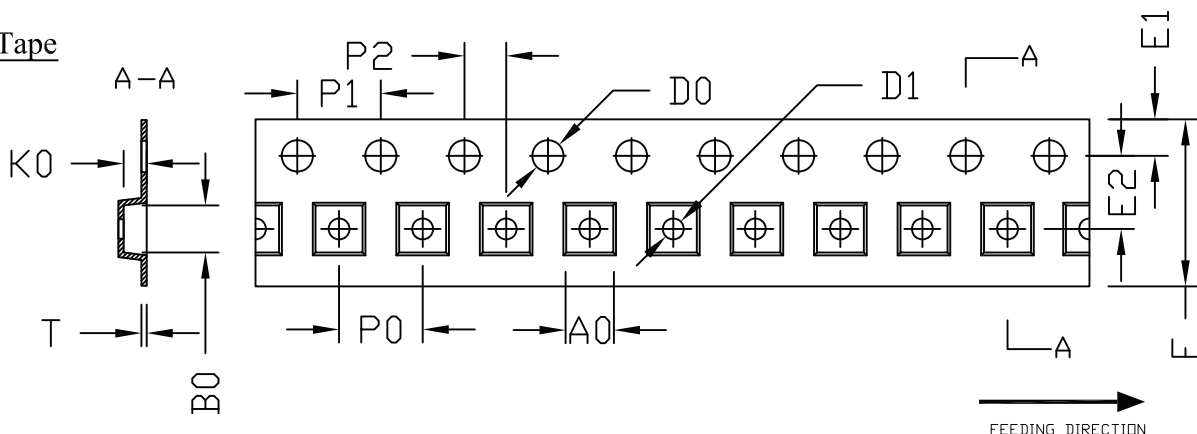 Tape
A-A
P2
P1
D0
D1
A
E1
K0
E2
T
P0
A0
B0
A
F
FEEDING DIRECTION